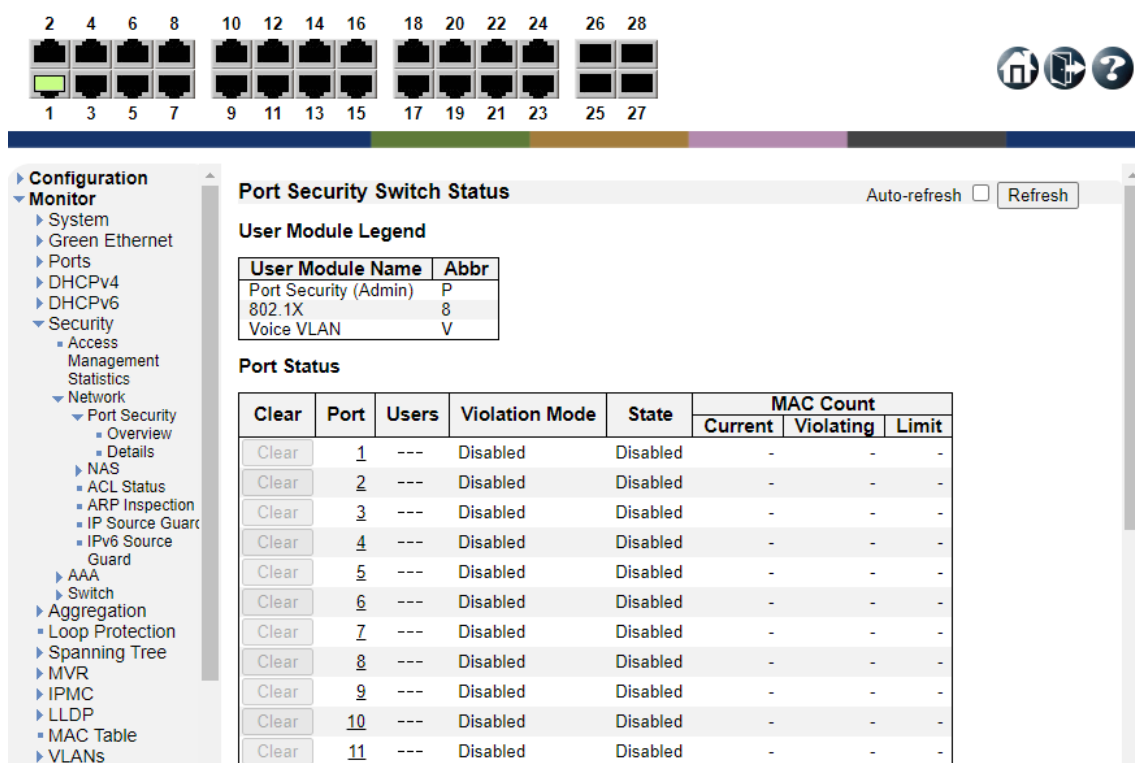 2 4 6 8 10 12 14 16 18 20 22 24 26 28
1 3 5 7 9 11 13 15 17 19 21 23 25 27
?
Configuration
Monitor
System
Green Ethernet
Ports
DHCPv4
DHCPv6
Security
Access
Management
Statistics
Network
Port Security
Overview
Details
NAS
ACL Status
ARP Inspection
IP Source Guard
IPv6 Source
Guard
AAA
Switch
Aggregation
Loop Protection
Spanning Tree
MVR
IPMC
LLDP
MAC Table
VLANs
Port Security Switch Status
Auto-refresh Refresh
User Module Legend
User Module Name Abbr
Port Security (Admin) P
802.1X 8
Voice VLAN V
Port Status
Clear Port Users Violation Mode State MAC Count
Current Violating Limit
Clear 1 --- Disabled Disabled - - -
Clear 2 --- Disabled Disabled - - -
Clear 3 --- Disabled Disabled - - -
Clear 4 --- Disabled Disabled - - -
Clear 5 --- Disabled Disabled - - -
Clear 6 --- Disabled Disabled - - -
Clear 7 --- Disabled Disabled - - -
Clear 8 --- Disabled Disabled - - -
Clear 9 --- Disabled Disabled - - -
Clear 10 --- Disabled Disabled - - -
Clear 11 --- Disabled Disabled - - -